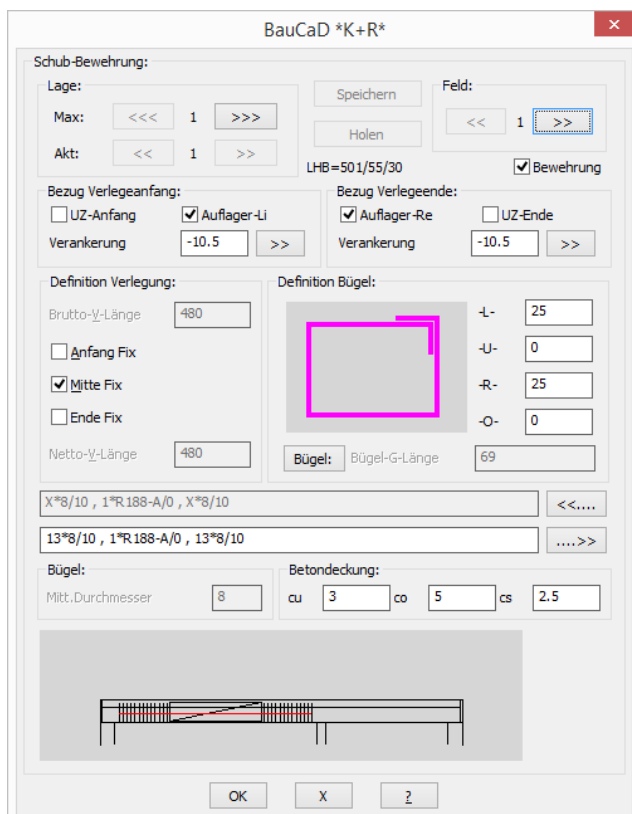 BauCaD *K+R*
Schub-Bewehrung:
Lage:
Max: <<< 1 >>>
Akt: << 1 >>
Speichern
Holen
Feld:
<< 1 >>
LHB=501/55/30
Bewehrung
Bezug Verlegeanfang:
UZ-Anfang Auflager-Li
Verankerung -10.5 >>
Bezug Verlegeende:
Auflager-Re UZ-Ende
Verankerung -10.5 >>
Definition Verlegung:
Brutto-V-Länge 480
Anfang Fix
Mitte Fix
Ende Fix
Netto-V-Länge 480
Definition Bügel:
-L- 25
-U- 0
-R- 25
-O- 0
Bügel: Bügel-G-Länge 69
X*8/10 , 1*R188-A/0 , X*8/10 <<....
13*8/10 , 1*R188-A/0 , 13*8/10 ....>>
Bügel:
Mitt.Durchmesser 8
Betondeckung:
cu 3 co 5 cs 2.5
OK X ?